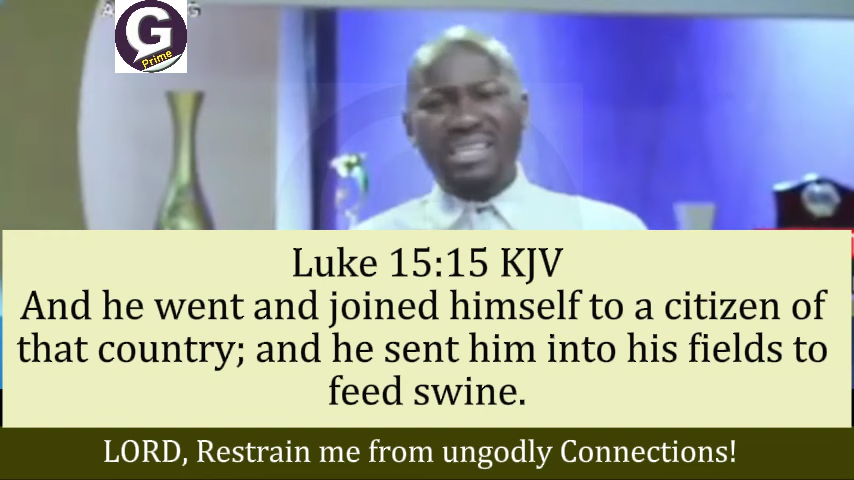 G
Prime
Luke 15:15 KJV
And he went and joined himself to a citizen of
that country; and he sent him into his fields to
feed swine.
LORD, Restrain me from ungodly Connections!